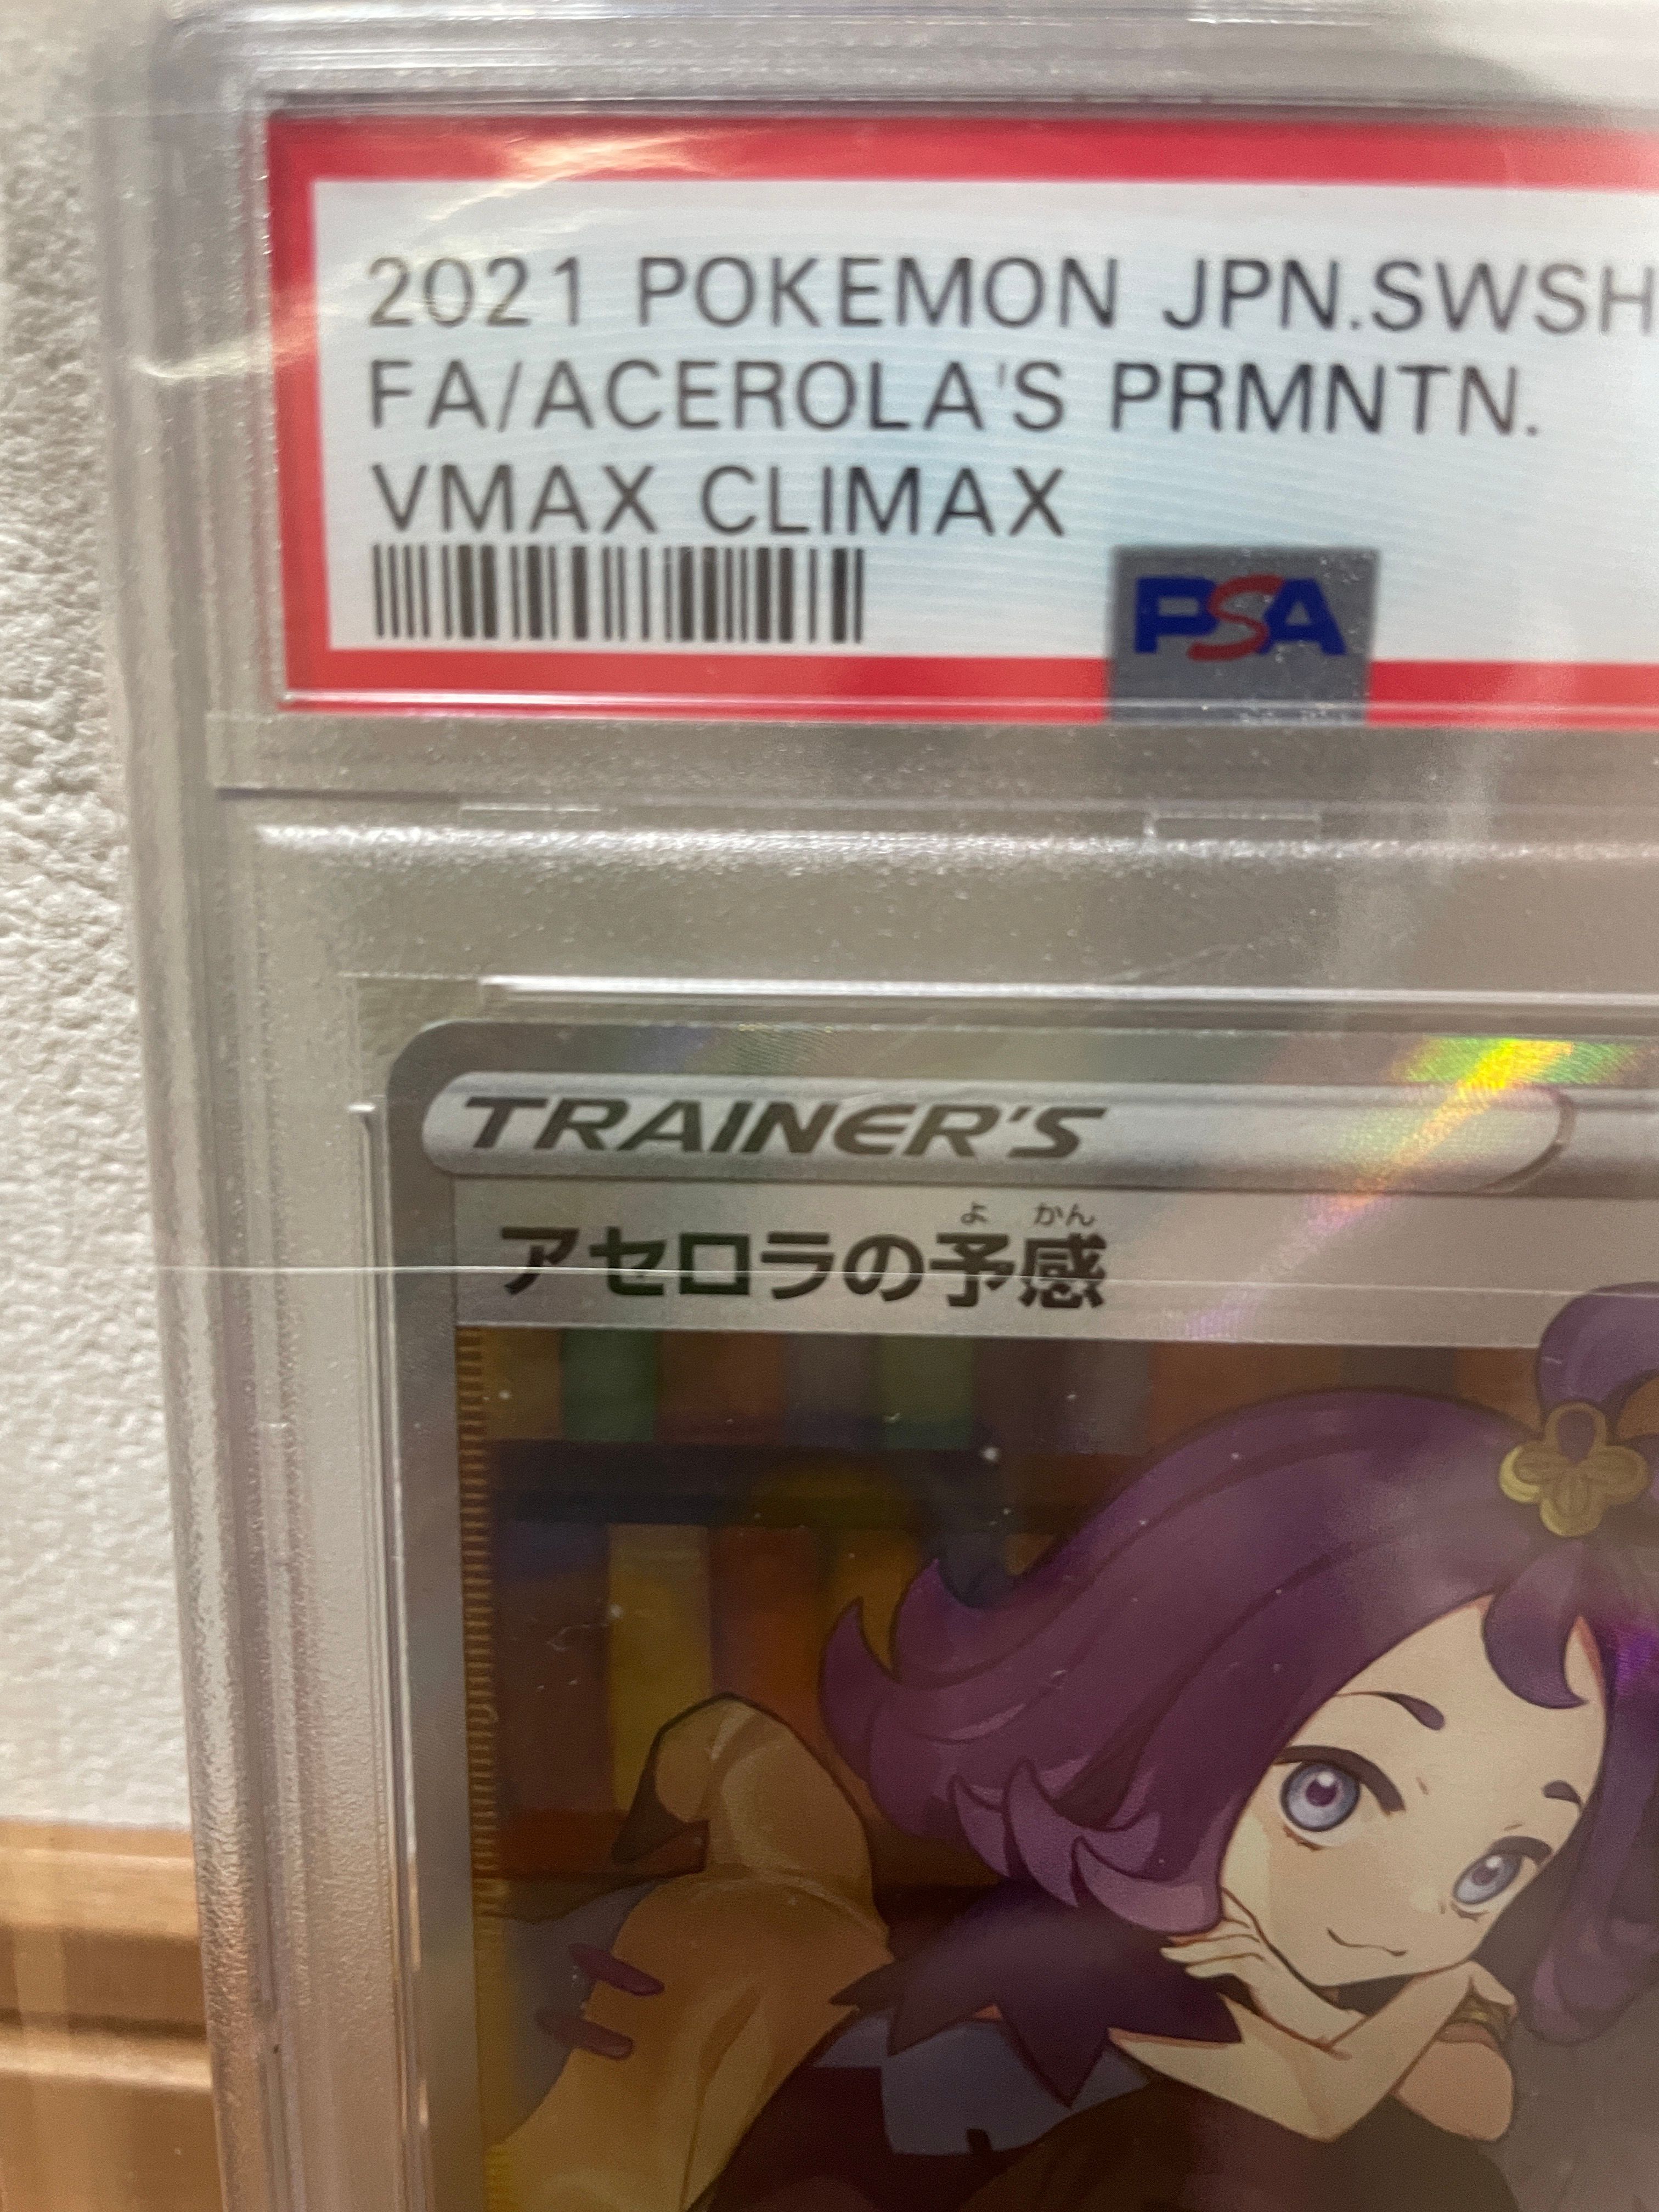 2021 POKEMON JPN.SWSH
FA/ACEROLA'S PRMNTN.
VMAX CLIMAX
PSA
TRAINER'S
よ かん
アセロラの予感